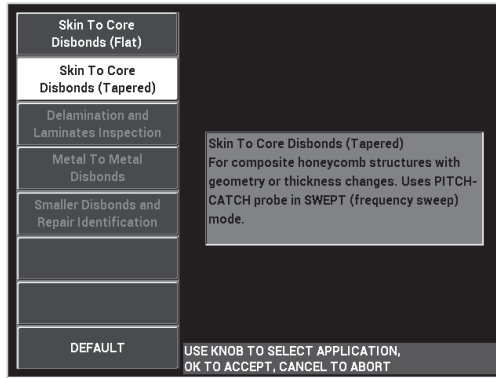 Skin To Core
Disbonds (Flat)
Skin To Core
Disbonds (Tapered)
Delamination and
Laminates Inspection
Metal To Metal
Disbonds
Smaller Disbonds and
Repair Identification
DEFAULT
Skin To Core Disbonds (Tapered)
For composite honeycomb structures with
geometry or thickness changes. Uses PITCH-
CATCH probe in SWEPT (frequency sweep)
mode.
USE KNOB TO SELECT APPLICATION,
OK TO ACCEPT, CANCEL TO ABORT